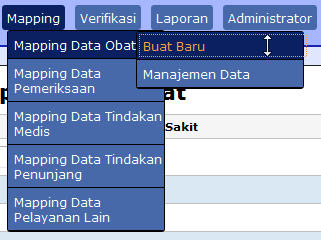 Mapping Verifikasi Laporan Administrator
Mapping Data Obat
Buat Baru
Manajemen Data
Mapping Data
Pemeriksaan
Mapping Data Tindakan
Medis
Mapping Data Tindakan
Penunjang
Mapping Data
Pelayanan Lain
Sakit